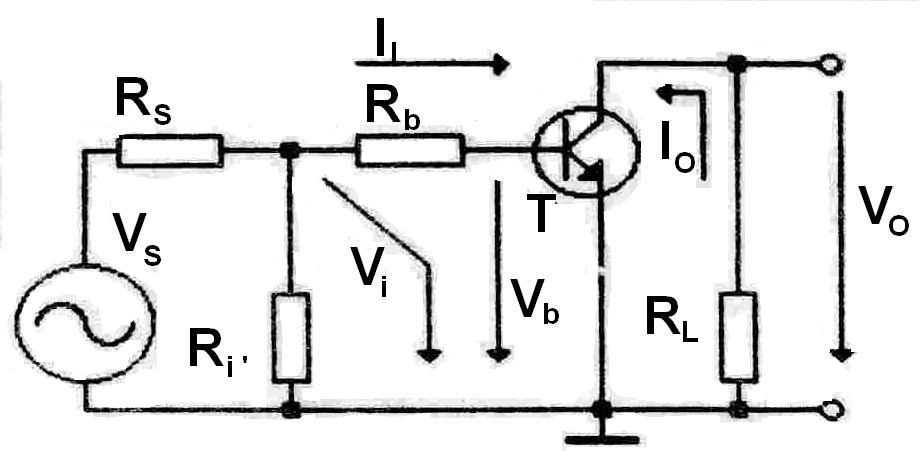 I_I
R_S
R_b
I_O
V_S
T
V_O
V_i
V_b
R_i'
R_L